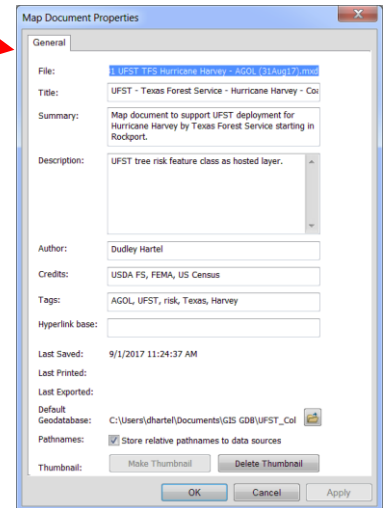 Map Document Properties
General
File: 1 UFST TFS Hurricane Harvey - AGOL (31Aug17).mxd
Title: UFST - Texas Forest Service - Hurricane Harvey - Coa
Summary: Map document to support UFST deployment for
Hurricane Harvey by Texas Forest Service starting in
Rockport.
Description: UFST tree risk feature class as hosted layer.
Author: Dudley Hartel
Credits: USDA FS, FEMA, US Census
Tags: AGOL, UFST, risk, Texas, Harvey
Hyperlink base:
Last Saved: 9/1/2017 11:24:37 AM
Last Printed:
Last Exported:
Default
Geodatabase: C:\Users\dhartel\Documents\GIS GDB\UFST_Col
Pathnames: Store relative pathnames to data sources
Thumbnail: Make Thumbnail Delete Thumbnail
OK Cancel Apply